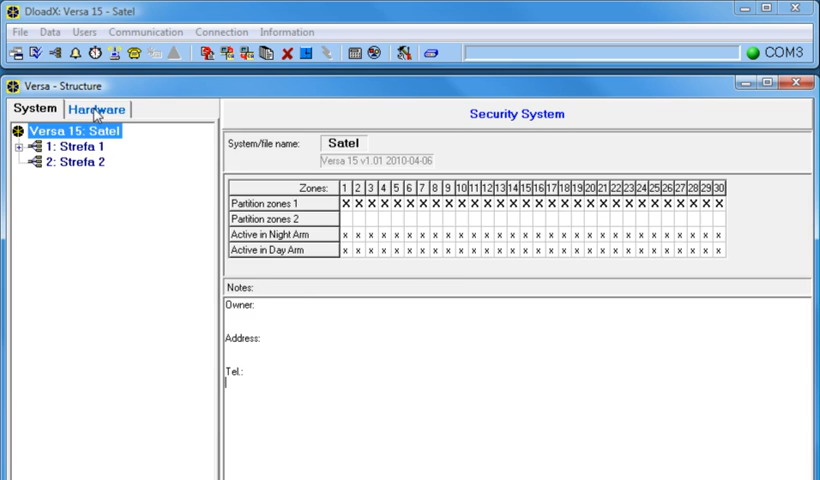 DloadX: Versa 15 - Satel
File Data Users Communication Connection Information
COM3
Versa - Structure
System Hardware
Versa 15: Satel
1: Strefa 1
2: Strefa 2
Security System
System/file name: Satel
Versa 15 v1.01 2010-04-06
Zones: 1 2 3 4 5 6 7 8 9 10 11 12 13 14 15 16 17 18 19 20 21 22 23 24 25 26 27 28 29 30
Partition zones 1 X X X X X X X X X X X X X X X X X X X X X X X X X X X X X X
Partition zones 2
Active in Night Arm x x x x x x x x x x x x x x x x x x x x x x x x x x x x x x
Active in Day Arm x x x x x x x x x x x x x x x x x x x x x x x x x x x x x x
Notes:
Owner:
Address:
Tel.: